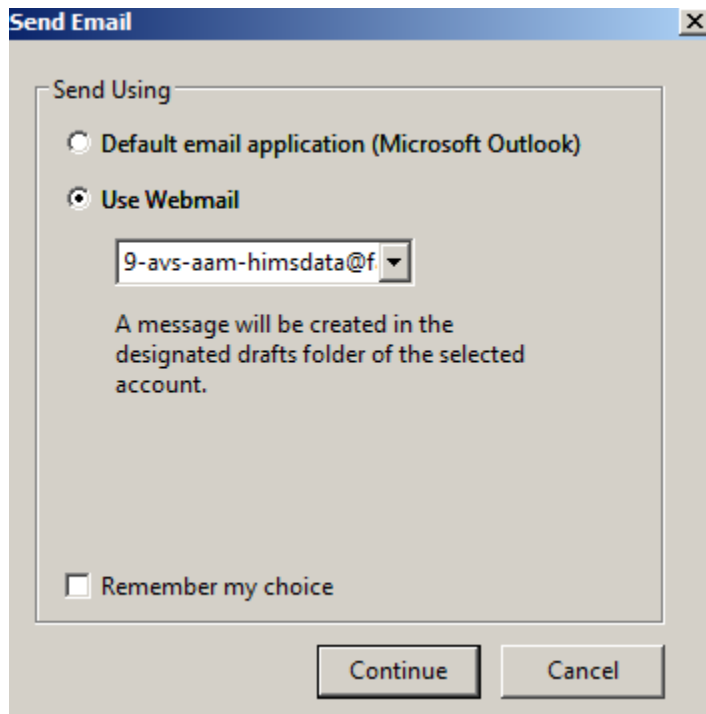 Send Email
Send Using
Default email application (Microsoft Outlook)
Use Webmail
9-avs-aam-himsdata@f
A message will be created in the
designated drafts folder of the selected
account.
Remember my choice
Continue
Cancel